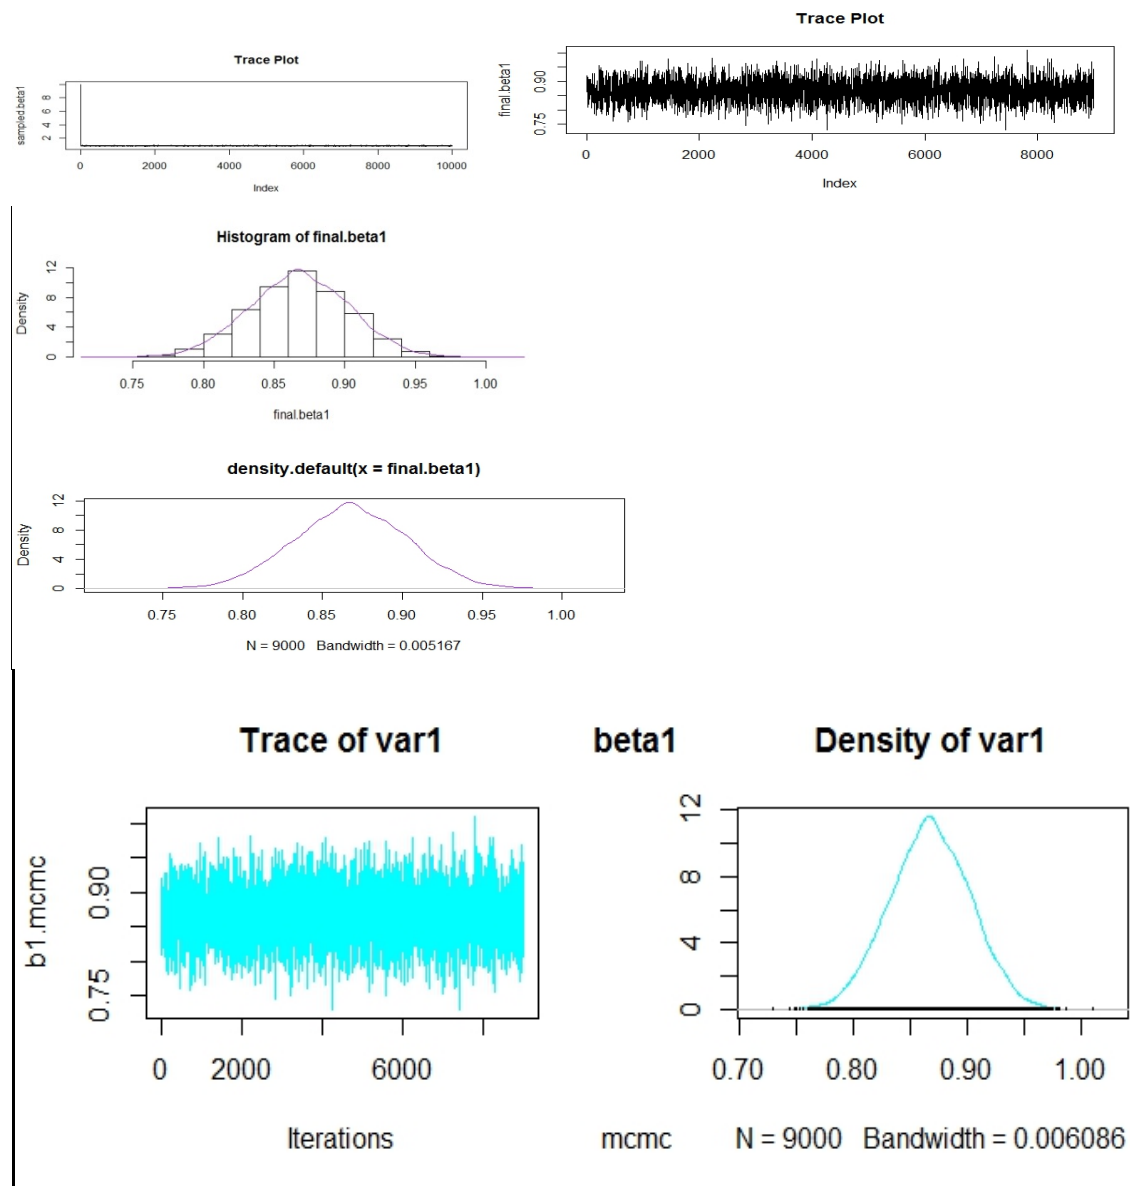 Trace Plot
sampled.beta1
2 4 6 8
0 2000 4000 6000 8000 10000
Index
Trace Plot
final.beta1
0.75 0.90
0 2000 4000 6000 8000
Index
Histogram of final.beta1
Density
0 4 8 12
0.75 0.80 0.85 0.90 0.95 1.00
final.beta1
density.default(x = final.beta1)
Density
0 4 8 12
0.75 0.80 0.85 0.90 0.95 1.00
N = 9000 Bandwidth = 0.005167
Trace of var1
b1.mcmc
0.75 0.90
0 2000 6000
Iterations
beta1
mcmc
Density of var1
0 4 8 12
0.70 0.80 0.90 1.00
N = 9000 Bandwidth = 0.006086